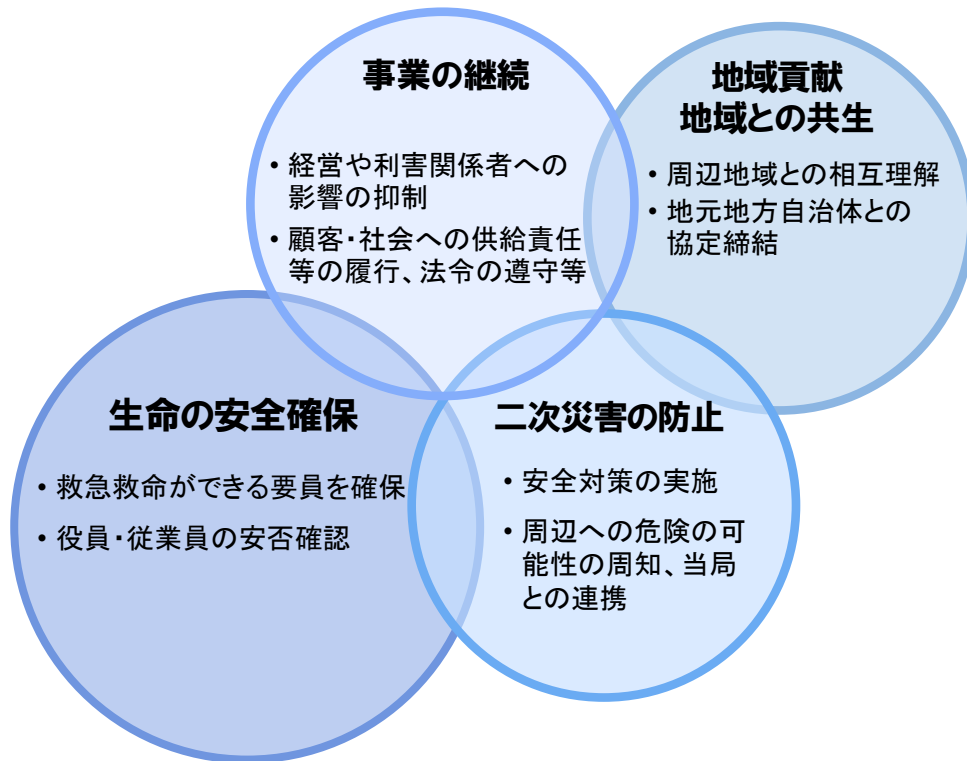 事業の継続
・経営や利害関係者への
影響の抑制
・顧客・社会への供給責任
等の履行、法令の遵守等
地域貢献
地域との共生
・周辺地域との相互理解
・地元地方自治体との
協定締結
生命の安全確保
・救急救命ができる要員を確保
・役員・従業員の安否確認
二次災害の防止
・安全対策の実施
・周辺への危険の可
能性の周知、当局
との連携